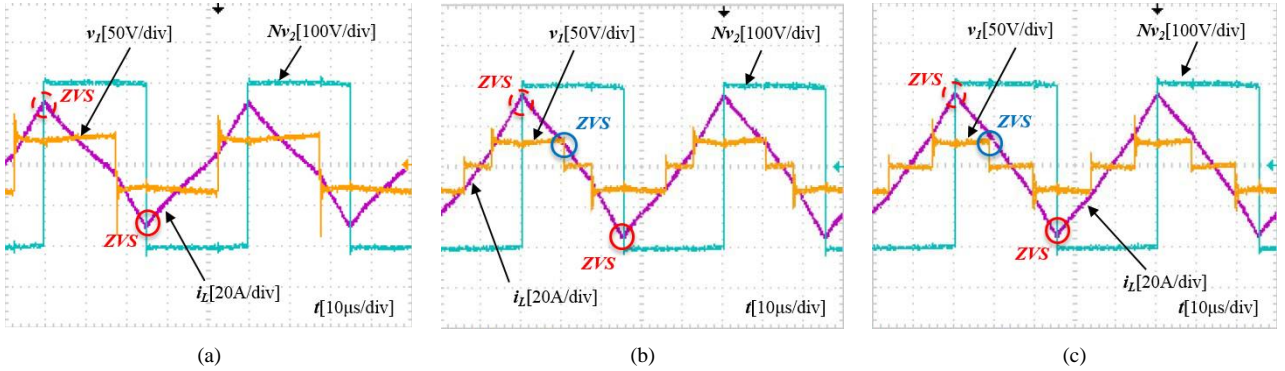 v1[50V/div] Nv2[100V/div]
ZVS
ZVS
iL[20A/div]
t[10μs/div]
(a)
v1[50V/div] Nv2[100V/div]
ZVS
ZVS
ZVS
iL[20A/div]
t[10μs/div]
(b)
v1[50V/div] Nv2[100V/div]
ZVS
ZVS
ZVS
iL[20A/div]
t[10μs/div]
(c)